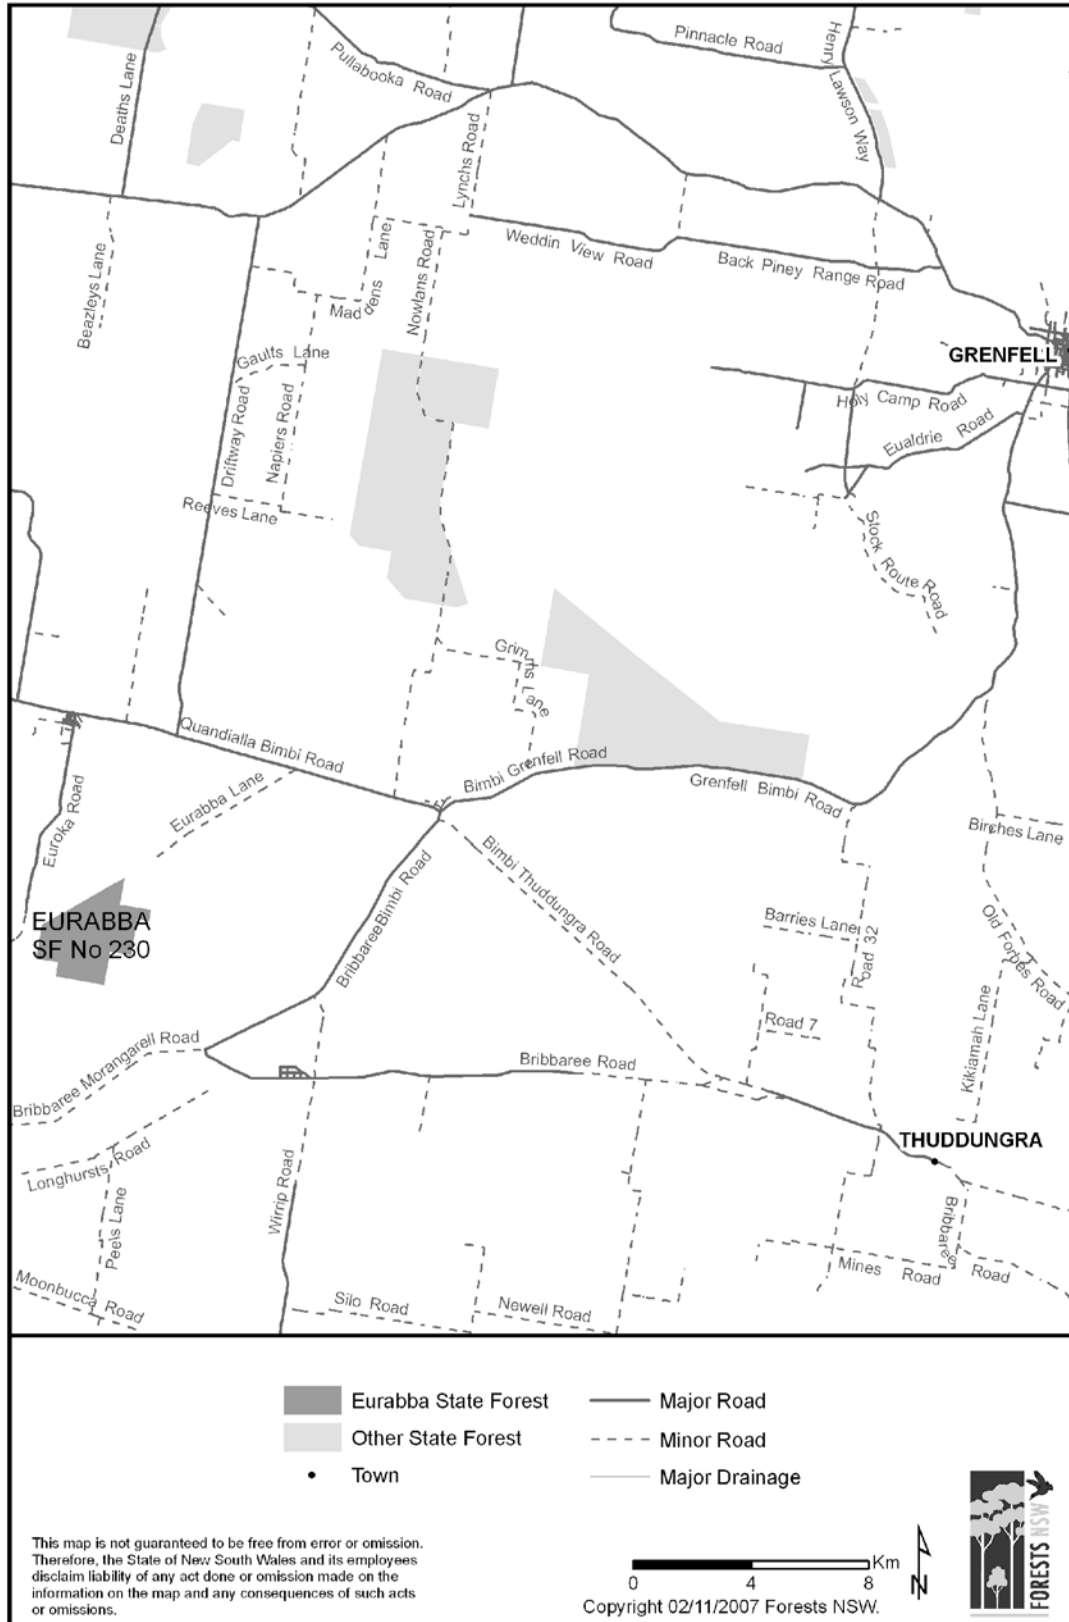 Pinnacle Road
Henry Lawson Way
Deaths Lane
Pullabooka Road
Lynchs Road
Weddin View Road
Back Piney Range Road
Beazleys Lane
Maddens Lane
Nowlans Road
GRENFELL
Gaults Lane
Holy Camp Road
Driftway Road
Napiers Road
Eualdrie Road
Reeves Lane
Stock Route Road
Grimms Lane
Quandialla Bimbi Road
Bimbi Grenfell Road
Grenfell Bimbi Road
Eurabba Lane
Euroka Road
Birches Lane
Bimbi Thuddungra Road
Bribbaree Bimbi Road
EURABBA
SF No 230
Barries Lane
Road 32
Old Forbes Road
Road 7
Kikiamah Lane
Bribbaree Morangarell Road
Bribbaree Road
THUDDUNGRA
Longhursts Road
Peels Lane
Wirrip Road
Bribbaree Road
Mines Road
Moonbucca Road
Silo Road
Newell Road
Eurabba State Forest
Major Road
Other State Forest
Minor Road
Town
Major Drainage
This map is not guaranteed to be free from error or omission.
Therefore, the State of New South Wales and its employees
disclaim liability of any act done or omission made on the
information on the map and any consequences of such acts
or omissions.
Km
0 4 8
N
Copyright 02/11/2007 Forests NSW.
FORESTS NSW